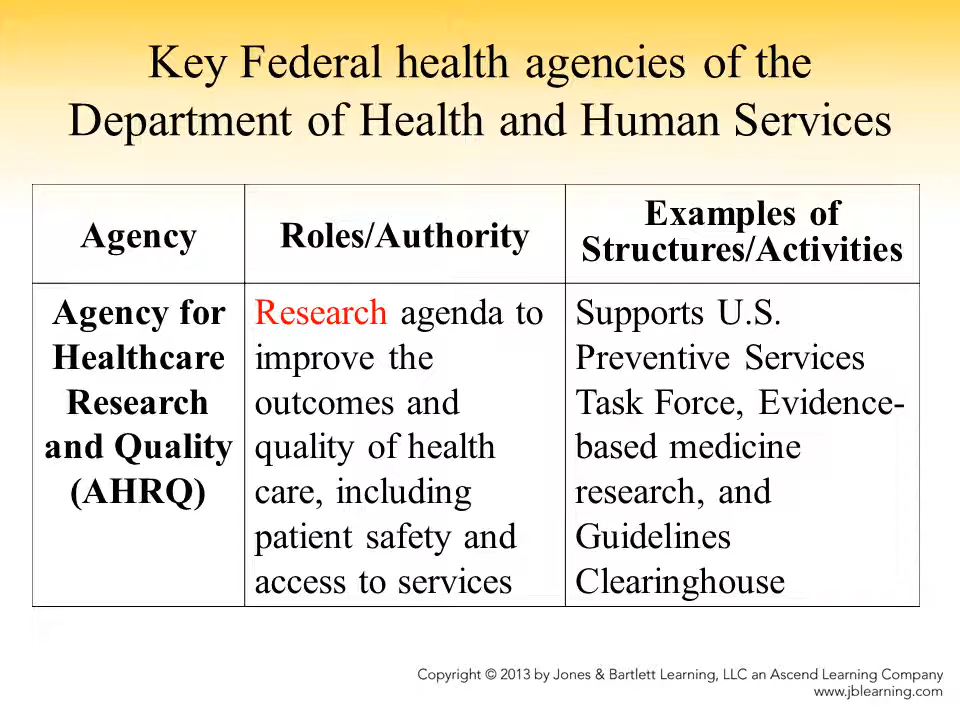 Key Federal health agencies of the
Department of Health and Human Services
Agency
Roles/Authority
Examples of
Structures/Activities
Agency for
Healthcare
Research
and Quality
(AHRQ)
Research agenda to
improve the
outcomes and
quality of health
care, including
patient safety and
access to services
Supports U.S.
Preventive Services
Task Force, Evidence-
based medicine
research, and
Guidelines
Clearinghouse
Copyright © 2013 by Jones & Bartlett Learning, LLC an Ascend Learning Company
www.jblearning.com